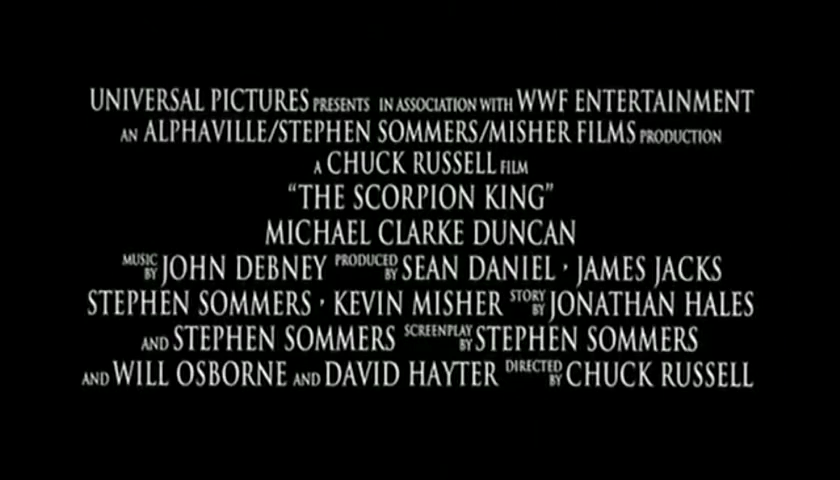 UNIVERSAL PICTURES PRESENTS IN ASSOCIATION WITH WWF ENTERTAINMENT
AN ALPHAVILLE/STEPHEN SOMMERS/MISHER FILMS PRODUCTION
A CHUCK RUSSELL FILM
“THE SCORPION KING”
MICHAEL CLARKE DUNCAN
MUSIC BY JOHN DEBNEY PRODUCED BY SEAN DANIEL · JAMES JACKS
STEPHEN SOMMERS · KEVIN MISHER STORY BY JONATHAN HALES
AND STEPHEN SOMMERS SCREENPLAY BY STEPHEN SOMMERS
AND WILL OSBORNE AND DAVID HAYTER DIRECTED BY CHUCK RUSSELL